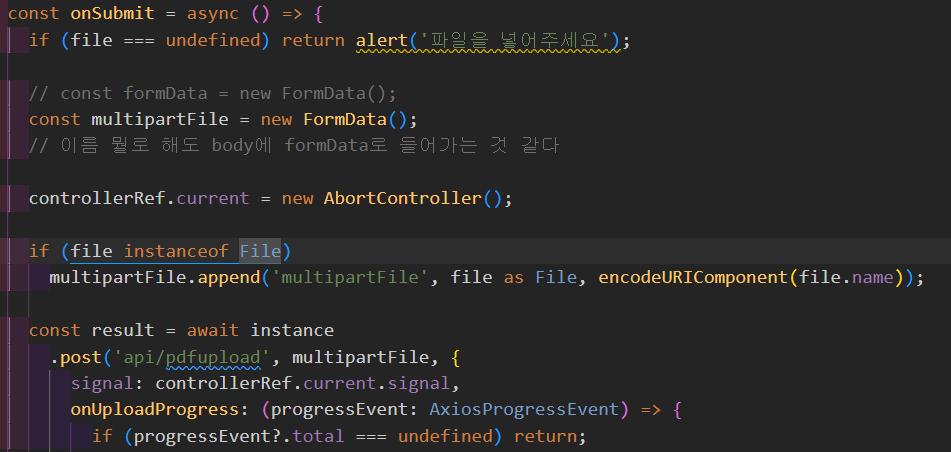 const onSubmit = async () => {
if (file === undefined) return alert('파일을 넣어주세요');
// const formData = new FormData();
const multipartFile = new FormData();
// 이름 뭘로 해도 body에 formData로 들어가는 것 같다
controllerRef.current = new AbortController();
if (file instanceof File)
multipartFile.append('multipartFile', file as File, encodeURIComponent(file.name));
const result = await instance
.post('api/pdfupload', multipartFile, {
signal: controllerRef.current.signal,
onUploadProgress: (progressEvent: AxiosProgressEvent) => {
if (progressEvent?.total === undefined) return;